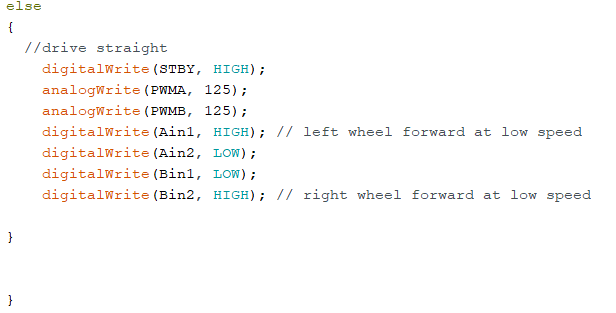 else
{
//drive straight
digitalWrite(STBY, HIGH);
analogWrite(PWMA, 125);
analogWrite(PWMB, 125);
digitalWrite(Ain1, HIGH); // left wheel forward at low speed
digitalWrite(Ain2, LOW);
digitalWrite(Bin1, LOW);
digitalWrite(Bin2, HIGH); // right wheel forward at low speed
}
}